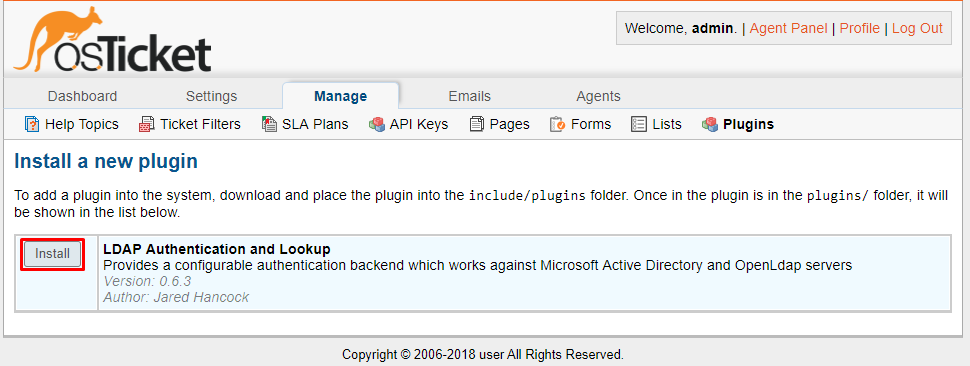 osTicket
Welcome, admin. | Agent Panel | Profile | Log Out
Dashboard Settings Manage Emails Agents
Help Topics Ticket Filters SLA Plans API Keys Pages Forms Lists Plugins
Install a new plugin
To add a plugin into the system, download and place the plugin into the include/plugins folder. Once in the plugin is in the plugins/ folder, it will
be shown in the list below.
Install
LDAP Authentication and Lookup
Provides a configurable authentication backend which works against Microsoft Active Directory and OpenLdap servers
Version: 0.6.3
Author: Jared Hancock
Copyright © 2006-2018 user All Rights Reserved.